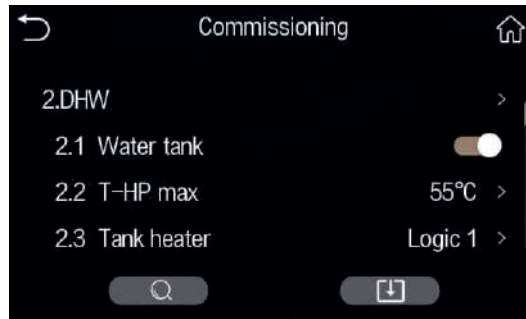 Commissioning
2.DHW >
2.1 Water tank
2.2 T-HP max 55°C >
2.3 Tank heater Logic 1 >